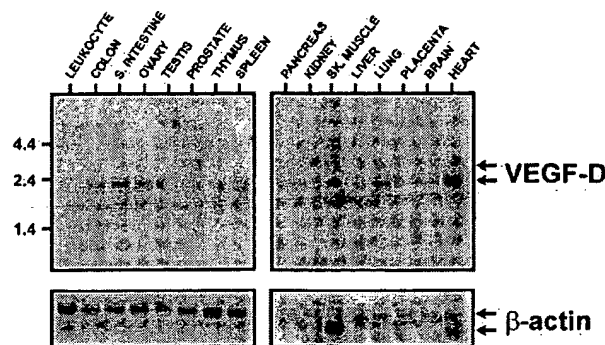 LEUKOCYTE
COLON
S. INTESTINE
OVARY
TESTIS
PROSTATE
THYMUS
SPLEEN
PANCREAS
KIDNEY
SK. MUSCLE
LIVER
LUNG
PLACENTA
BRAIN
HEART
4.4
2.4
1.4
VEGF-D
β-actin